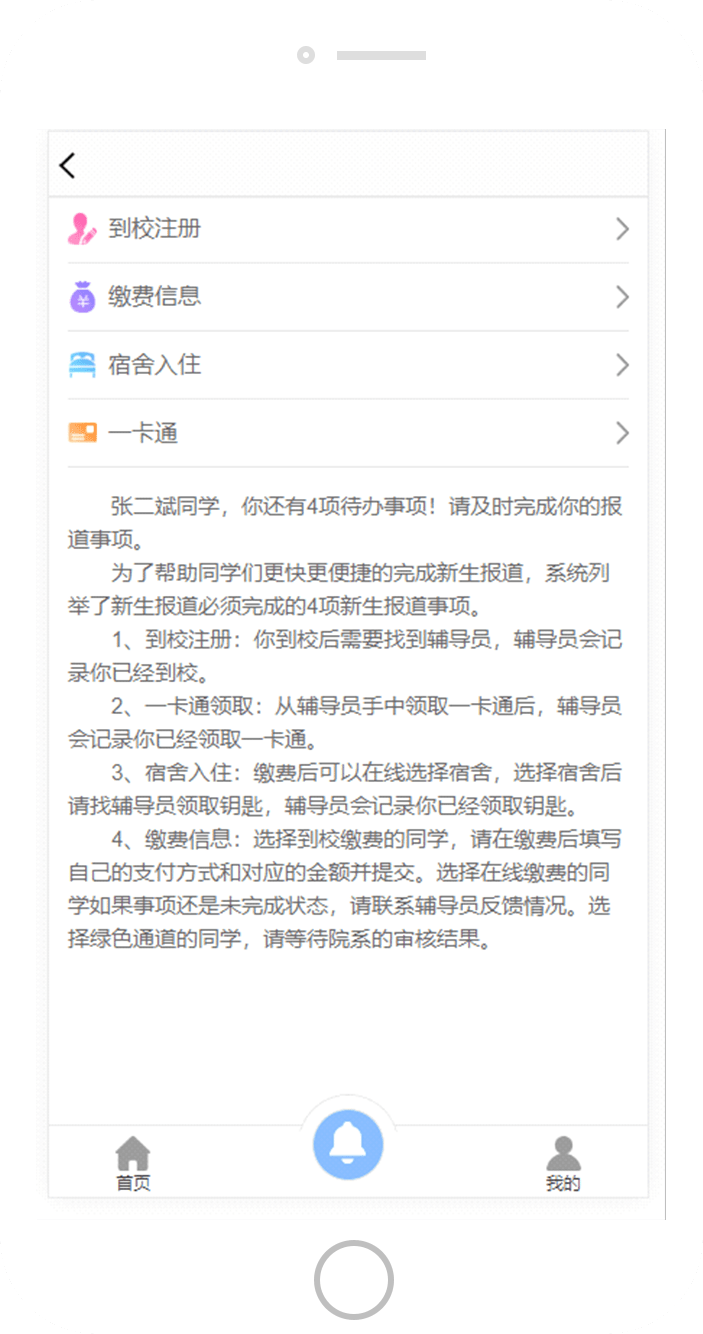 到校注册
缴费信息
宿舍入住
一卡通
张二斌同学，你还有4项待办事项！请及时完成你的报
道事项。
为了帮助同学们更快更便捷的完成新生报道，系统列
举了新生报道必须完成的4项新生报道事项。
1、到校注册：你到校后需要找到辅导员，辅导员会记
录你已经到校。
2、一卡通领取：从辅导员手中领取一卡通后，辅导员
会记录你已经领取一卡通。
3、宿舍入住：缴费后可以在线选择宿舍，选择宿舍后
请找辅导员领取钥匙，辅导员会记录你已经领取钥匙。
4、缴费信息：选择到校缴费的同学，请在缴费后填写
自己的支付方式和对应的金额并提交。选择在线缴费的同
学如果事项还是未完成状态，请联系辅导员反馈情况。选
择绿色通道的同学，请等待院系的审核结果。
首页
我的